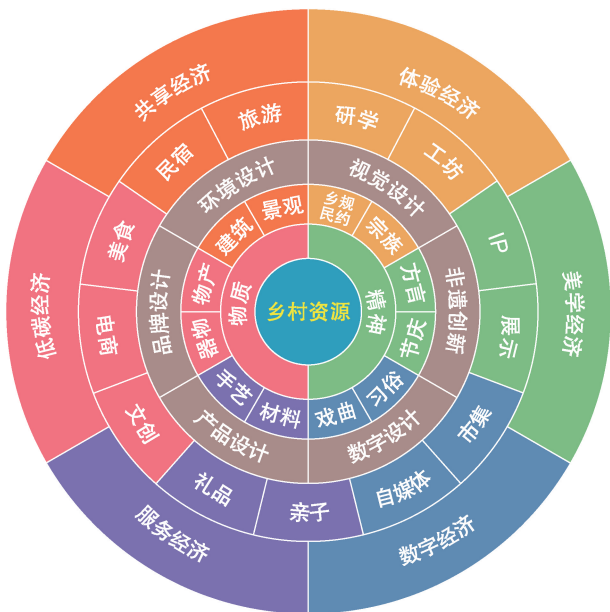 乡村资源
物质
精神
景观
乡规
民约
宗族
方言
节庆
习俗
戏曲
材料
手艺
器物
物产
建筑
环境设计
视觉设计
非遗创新
数字设计
产品设计
品牌设计
旅游
研学
工坊
IP
展示
市集
自媒体
亲子
礼品
文创
电商
美食
民宿
共享经济
体验经济
美学经济
数字经济
服务经济
低碳经济